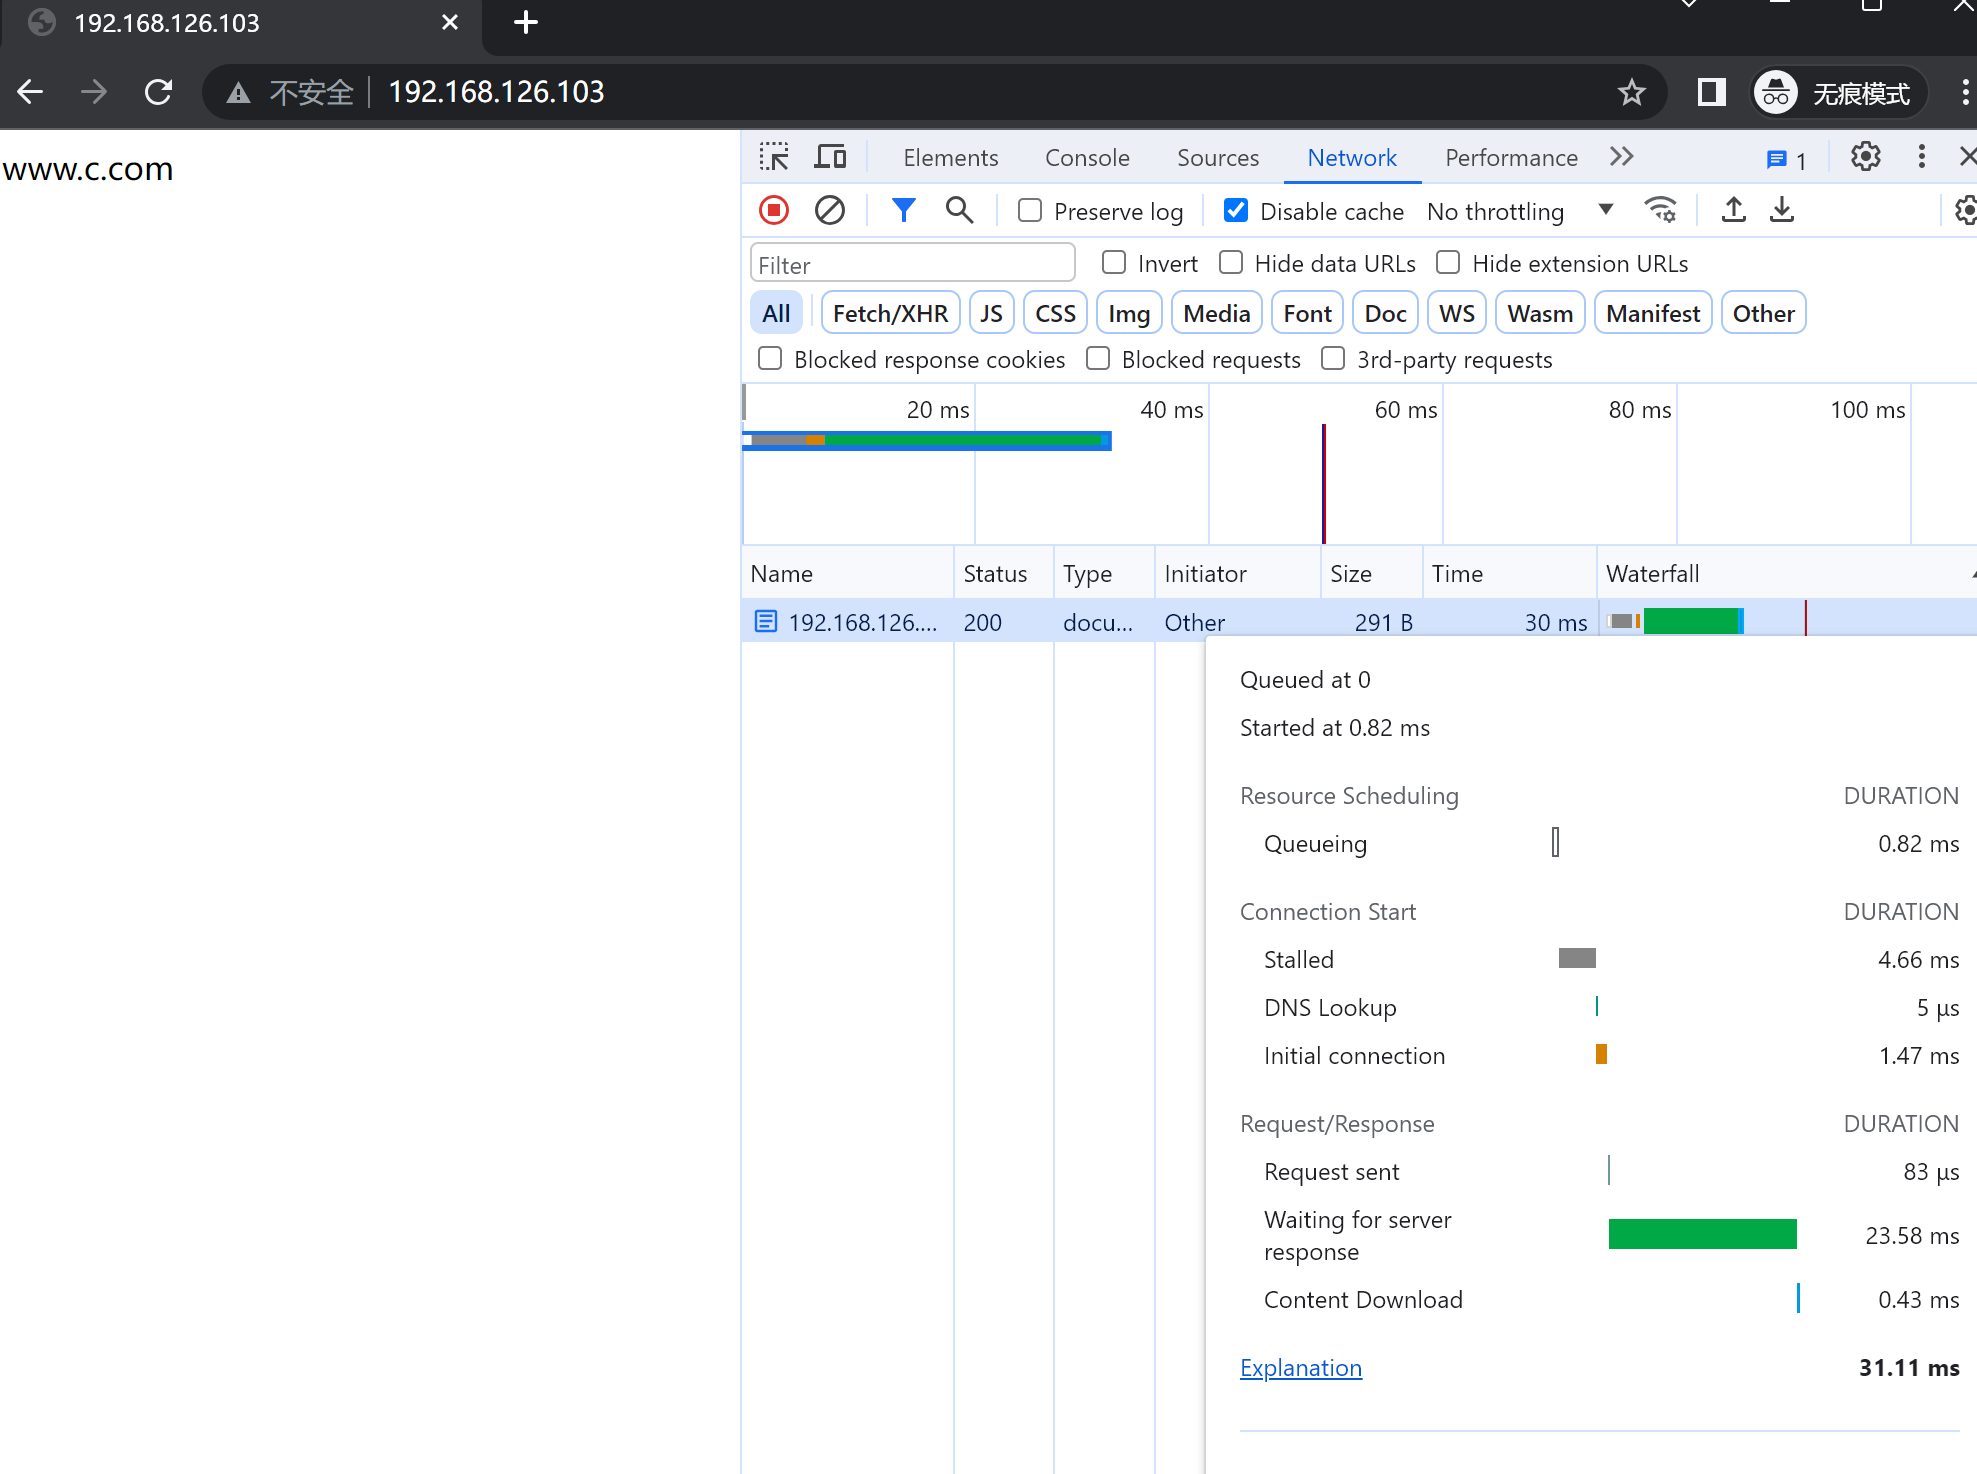 192.168.126.103
不安全 192.168.126.103 无痕模式
www.c.com
Elements Console Sources Network Performance 1
Preserve log Disable cache No throttling
Filter Invert Hide data URLs Hide extension URLs
All Fetch/XHR JS CSS Img Media Font Doc WS Wasm Manifest Other
Blocked response cookies Blocked requests 3rd-party requests
20 ms 40 ms 60 ms 80 ms 100 ms
Name Status Type Initiator Size Time Waterfall
192.168.126.... 200 docu... Other 291 B 30 ms
Queued at 0
Started at 0.82 ms
Resource Scheduling DURATION
Queueing 0.82 ms
Connection Start DURATION
Stalled 4.66 ms
DNS Lookup 5 μs
Initial connection 1.47 ms
Request/Response DURATION
Request sent 83 μs
Waiting for server
response 23.58 ms
Content Download 0.43 ms
Explanation 31.11 ms